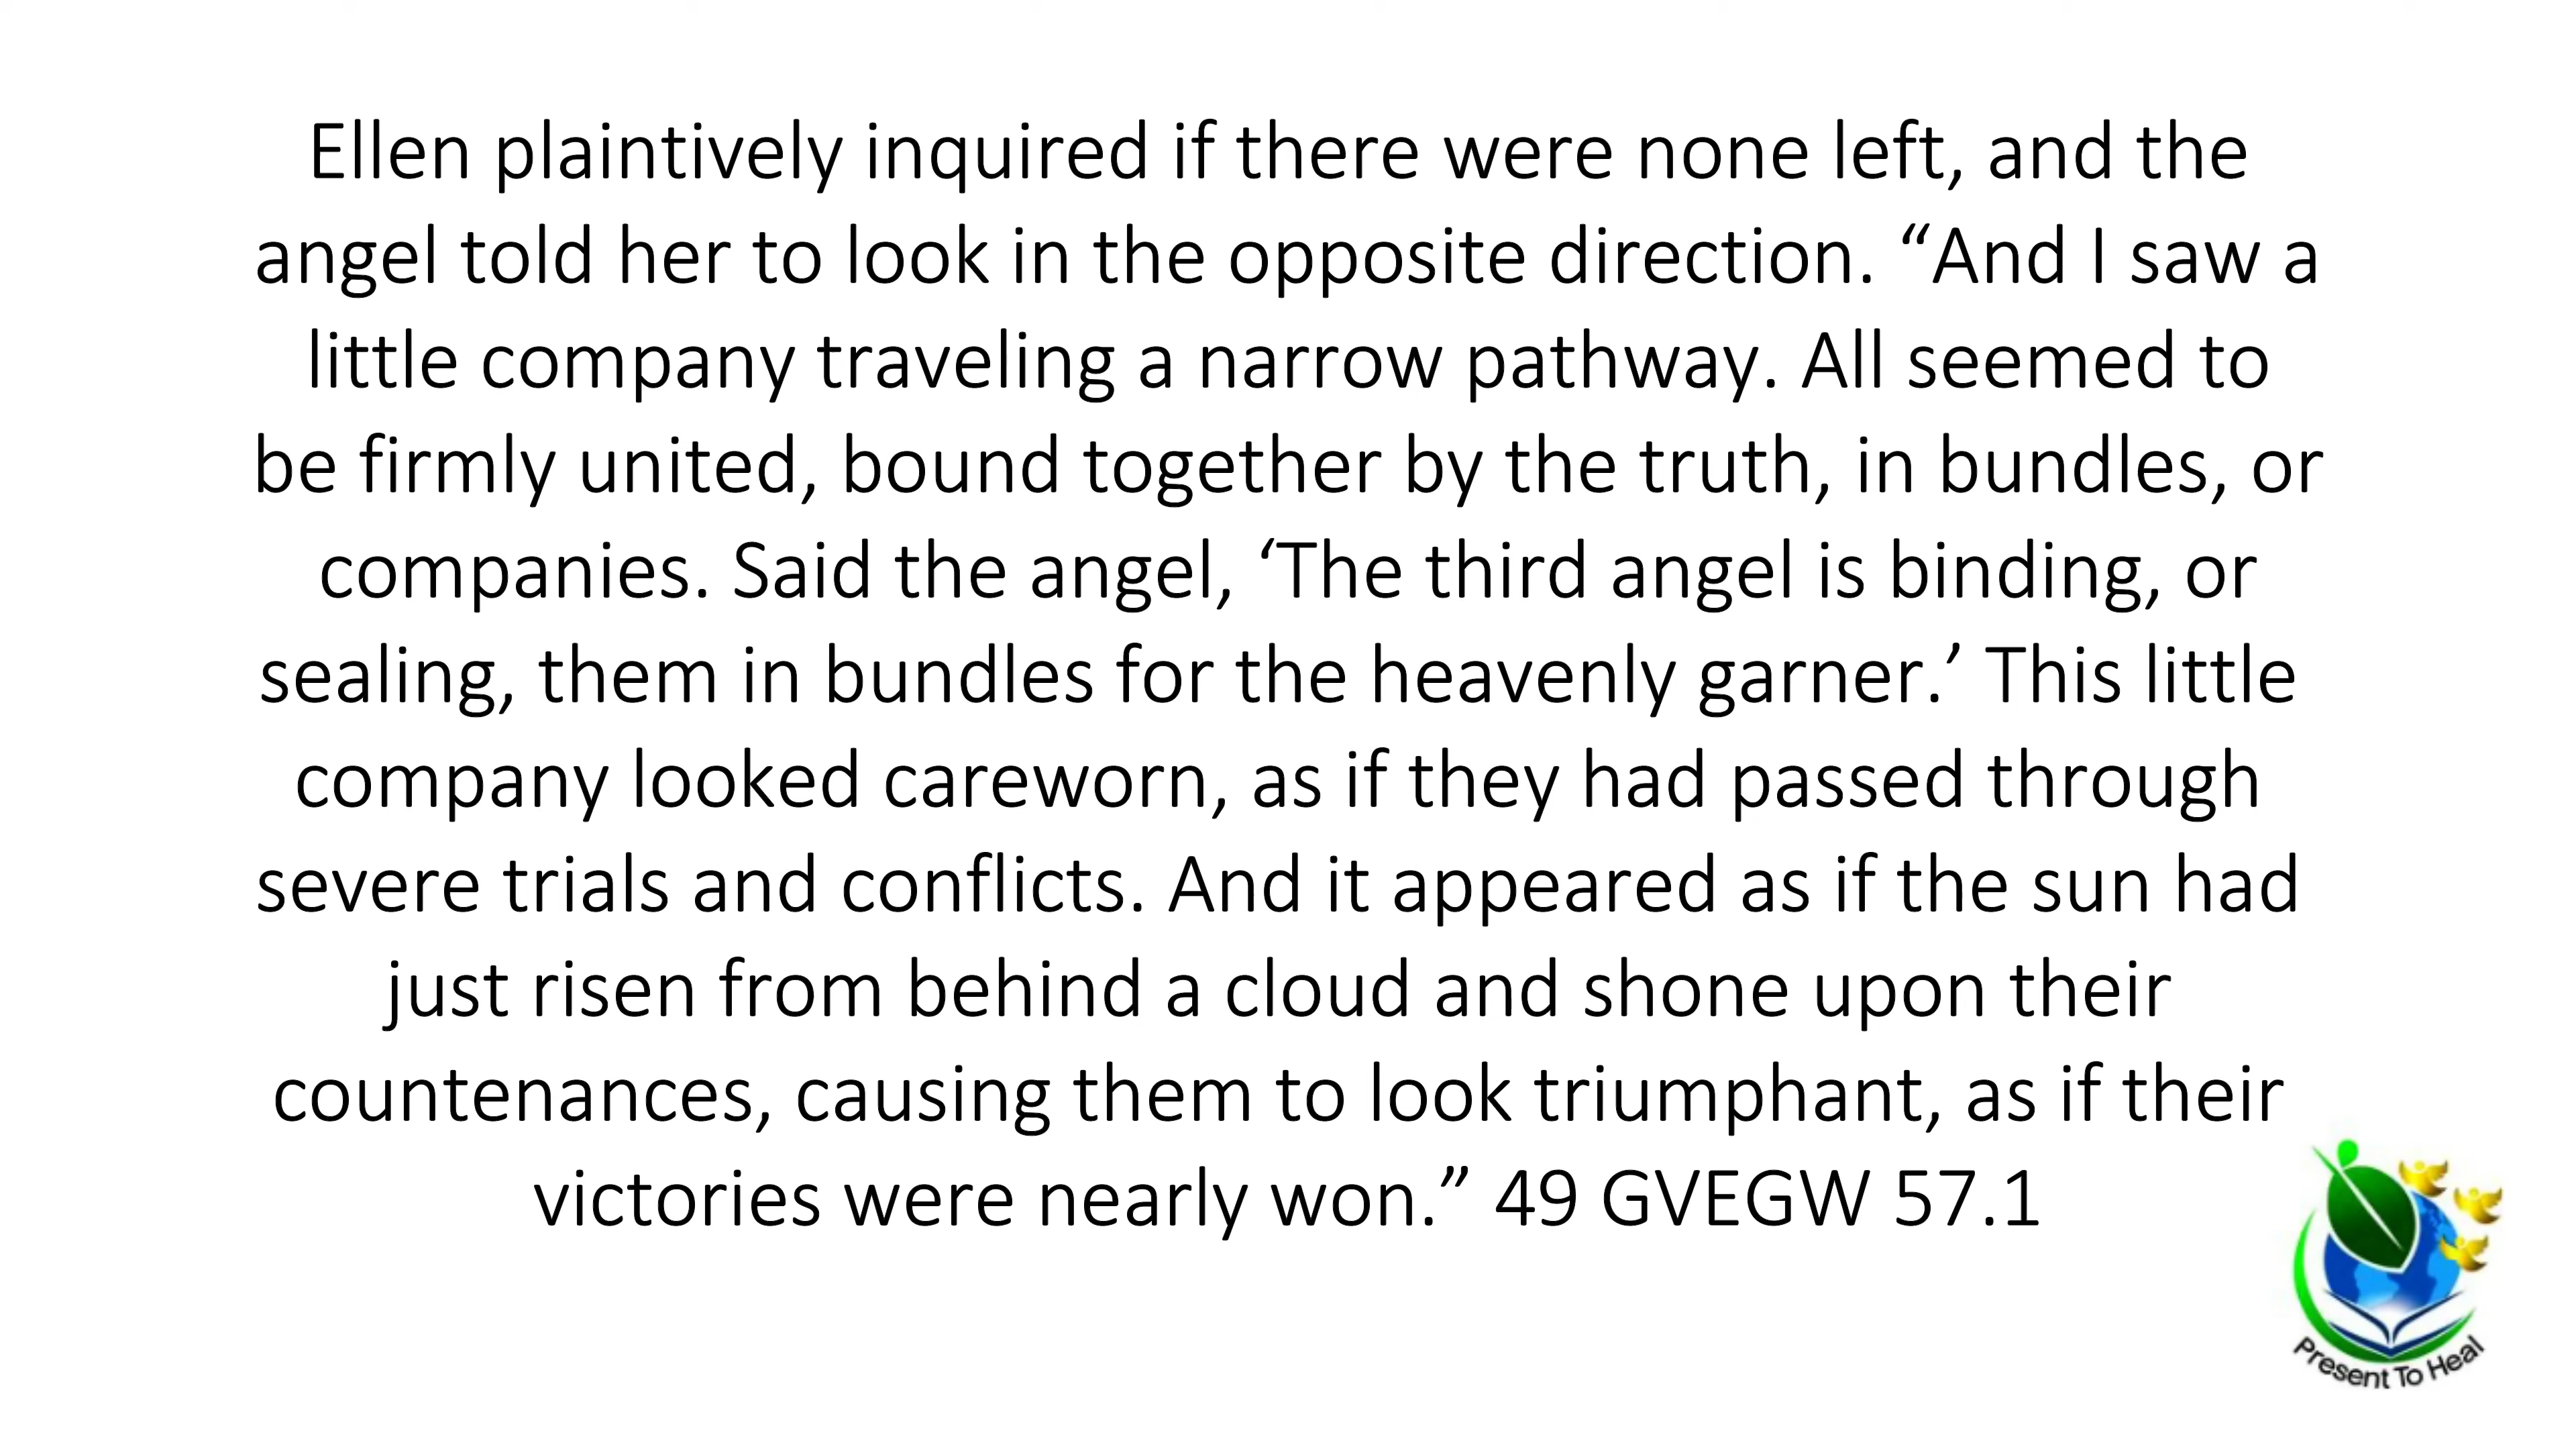 Ellen plaintively inquired if there were none left, and the
angel told her to look in the opposite direction. “And I saw a
little company traveling a narrow pathway. All seemed to
be firmly united, bound together by the truth, in bundles, or
companies. Said the angel, ‘The third angel is binding, or
sealing, them in bundles for the heavenly garner.’ This little
company looked careworn, as if they had passed through
severe trials and conflicts. And it appeared as if the sun had
just risen from behind a cloud and shone upon their
countenances, causing them to look triumphant, as if their
victories were nearly won.” 49 GVEGW 57.1
Present To Heal